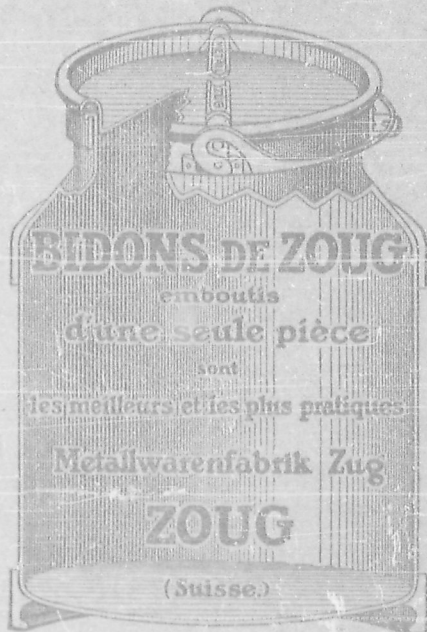 BIDONS DE ZOUG
emboutis
d'une seule pièce
sont
les meilleurs et les plus pratiques
Metallwarenfabrik Zug
ZOUG
(Suisse.)